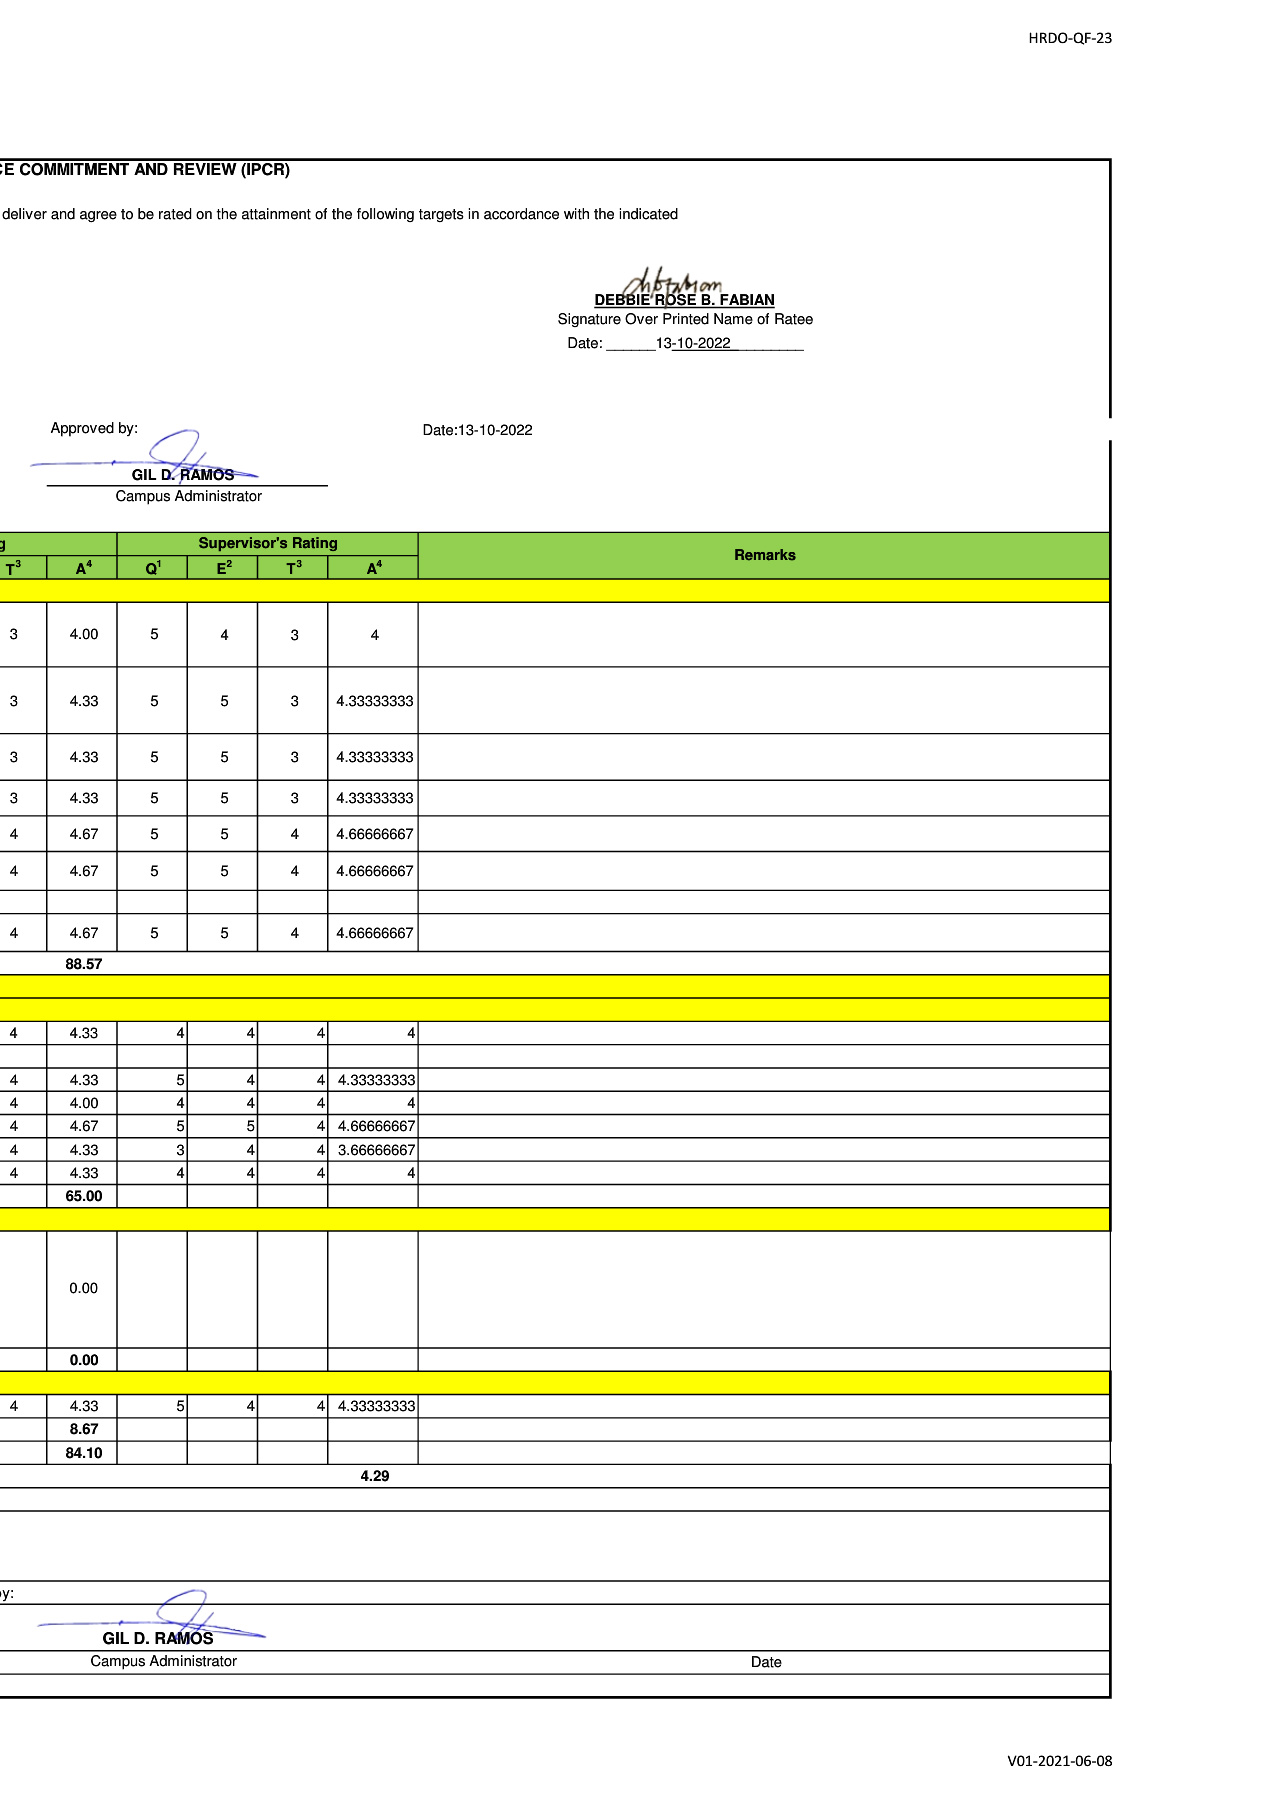 HRDO-QF-23
CE COMMITMENT AND REVIEW (IPCR)
deliver and agree to be rated on the attainment of the following targets in accordance with the indicated
DEBBIE ROSE B. FABIAN
Signature Over Printed Name of Ratee
Date: ______13-10-2022_________
Approved by:
Date:13-10-2022
GIL D. RAMOS
Campus Administrator
g Supervisor's Rating Remarks
T3 A4 Q1 E2 T3 A4
3 4.00 5 4 3 4
3 4.33 5 5 3 4.33333333
3 4.33 5 5 3 4.33333333
3 4.33 5 5 3 4.33333333
4 4.67 5 5 4 4.66666667
4 4.67 5 5 4 4.66666667
4 4.67 5 5 4 4.66666667
88.57
4 4.33 4 4 4 4
4 4.33 5 4 4 4.33333333
4 4.00 4 4 4 4
4 4.67 5 5 4 4.66666667
4 4.33 3 4 4 3.66666667
4 4.33 4 4 4 4
65.00
0.00
0.00
4 4.33 5 4 4 4.33333333
8.67
84.10
4.29
by:
GIL D. RAMOS
Campus Administrator Date
V01-2021-06-08